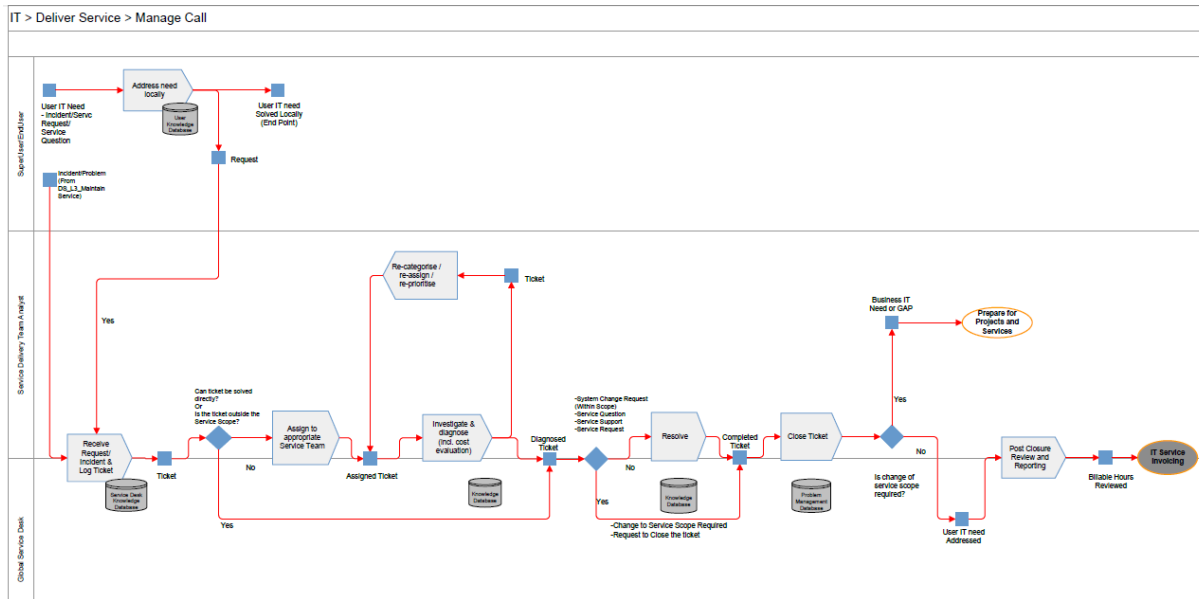 IT > Deliver Service > Manage Call
SuperUser/EndUser
User IT Need
- Incident/Servc
Request/
Service
Question
Address need
locally
User
Knowledge
Database
User IT need
Solved Locally
(End Point)
Request
Incident/Problem
(From
DS_L3_Maintain
Service)
Service Delivery Team Analyst
Yes
Re-categorise /
re-assign /
re-prioritise
Ticket
Business IT
Need or GAP
Prepare for
Projects and
Services
Yes
Receive
Request/
Incident &
Log Ticket
Service Desk
Knowledge
Database
Ticket
Can ticket be solved
directly?
Or
Is the ticket outside the
Service Scope?
No
Yes
Assign to
appropriate
Service Team
Assigned Ticket
Investigate &
diagnose
(incl. cost
evaluation)
Knowledge
Database
Diagnosed
Ticket
-System Change Request
(Within Scope)
-Service Question
-Service Support
-Service Request
No
Yes
-Change to Service Scope Required
-Request to Close the ticket
Resolve
Knowledge
Database
Completed
Ticket
Close Ticket
Problem
Management
Database
Is change of
service scope
required?
No
User IT need
Addressed
Post Closure
Review and
Reporting
Billable Hours
Reviewed
IT Service
Invoicing
Global Service Desk